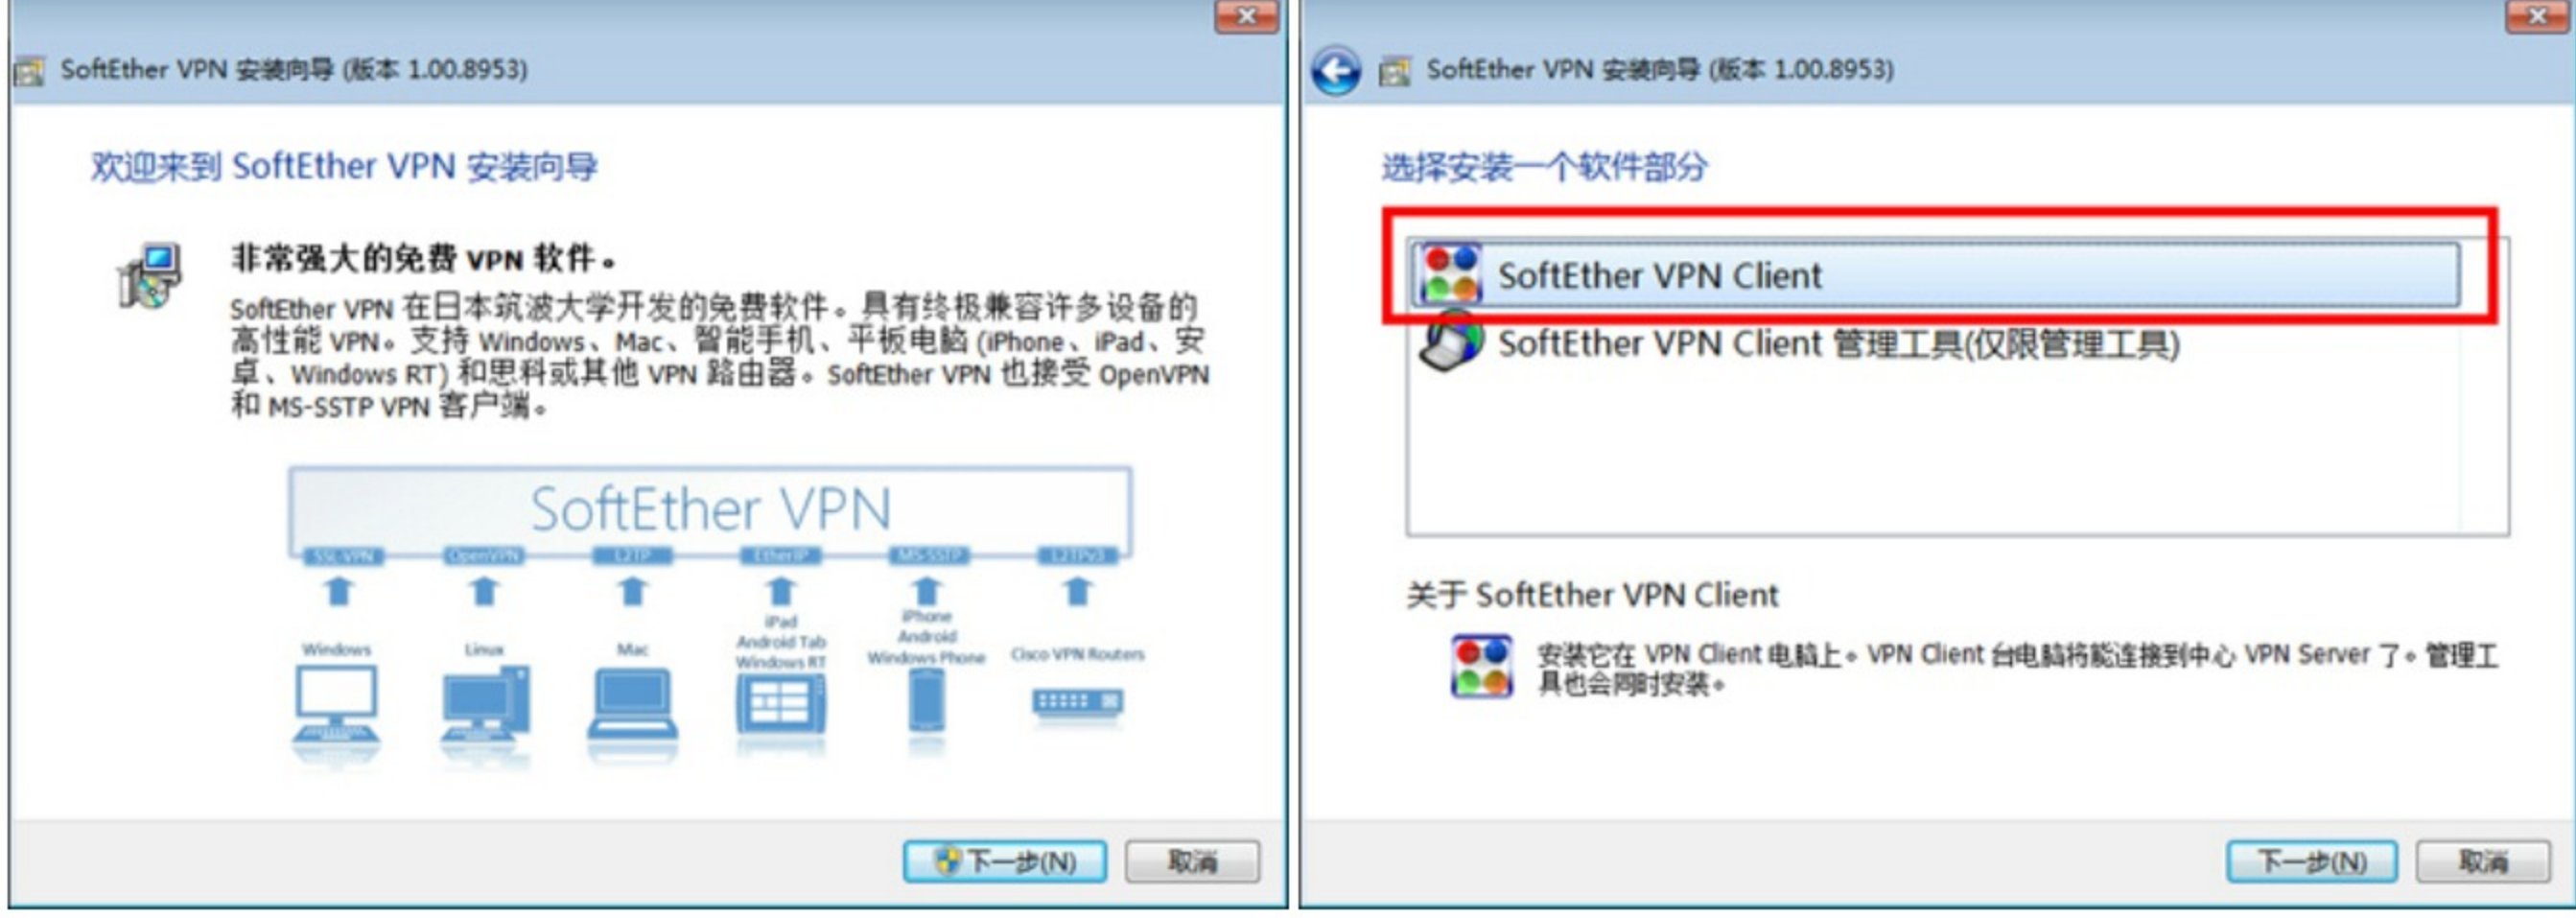 SoftEther VPN 安装向导 (版本 1.00.8953)
欢迎来到 SoftEther VPN 安装向导
非常强大的免费 VPN 软件。
SoftEther VPN 在日本筑波大学开发的免费软件。具有终极兼容许多设备的
高性能 VPN。支持 Windows、Mac、智能手机、平板电脑 (iPhone、iPad、安
卓、Windows RT) 和思科或其他 VPN 路由器。SoftEther VPN 也接受 OpenVPN
和 MS-SSTP VPN 客户端。
SoftEther VPN
SSL-VPN OpenVPN L2TP EtherIP MS-SSTP L2TPv3
Windows
Linux
Mac
iPad
Android Tab
Windows RT
iPhone
Android
Windows Phone
Cisco VPN Routers
下一步(N) 取消
SoftEther VPN 安装向导 (版本 1.00.8953)
选择安装一个软件部分
SoftEther VPN Client
SoftEther VPN Client 管理工具(仅限管理工具)
关于 SoftEther VPN Client
安装它在 VPN Client 电脑上。VPN Client 台电脑将能连接到中心 VPN Server 了。管理工
具也会同时安装。
下一步(N) 取消